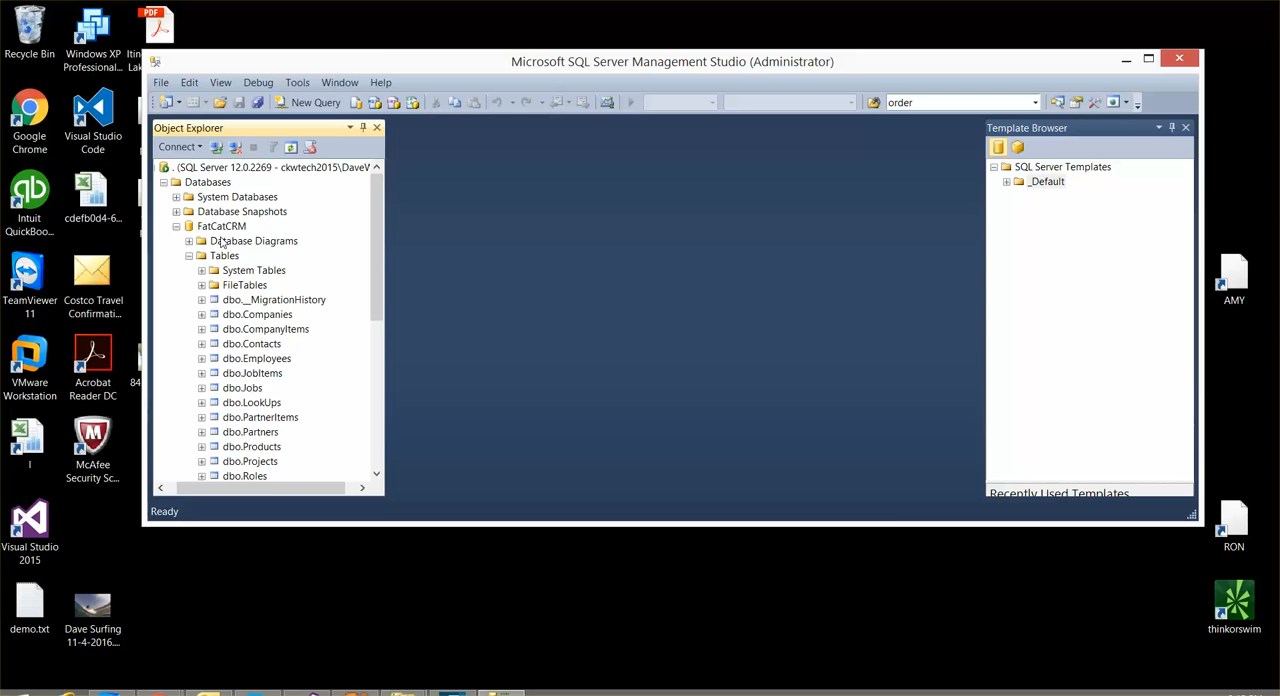 Recycle Bin
Windows XP
Professional...
PDF
Google
Chrome
Visual Studio
Code
Intuit
QuickBoo...
cdefb0d4-6...
TeamViewer
11
Costco Travel
Confirmati...
VMware
Workstation
Acrobat
Reader DC
84
I
McAfee
Security Sc...
Visual Studio
2015
demo.txt
Dave Surfing
11-4-2016....
Microsoft SQL Server Management Studio (Administrator)
File Edit View Debug Tools Window Help
New Query
order
Object Explorer
Connect
. (SQL Server 12.0.2269 - ckwtech2015\DaveV
Databases
System Databases
Database Snapshots
FatCatCRM
Database Diagrams
Tables
System Tables
FileTables
dbo.__MigrationHistory
dbo.Companies
dbo.CompanyItems
dbo.Contacts
dbo.Employees
dbo.JobItems
dbo.Jobs
dbo.LookUps
dbo.PartnerItems
dbo.Partners
dbo.Products
dbo.Projects
dbo.Roles
Template Browser
SQL Server Templates
_Default
Recently Used Templates
Ready
AMY
RON
thinkorswim